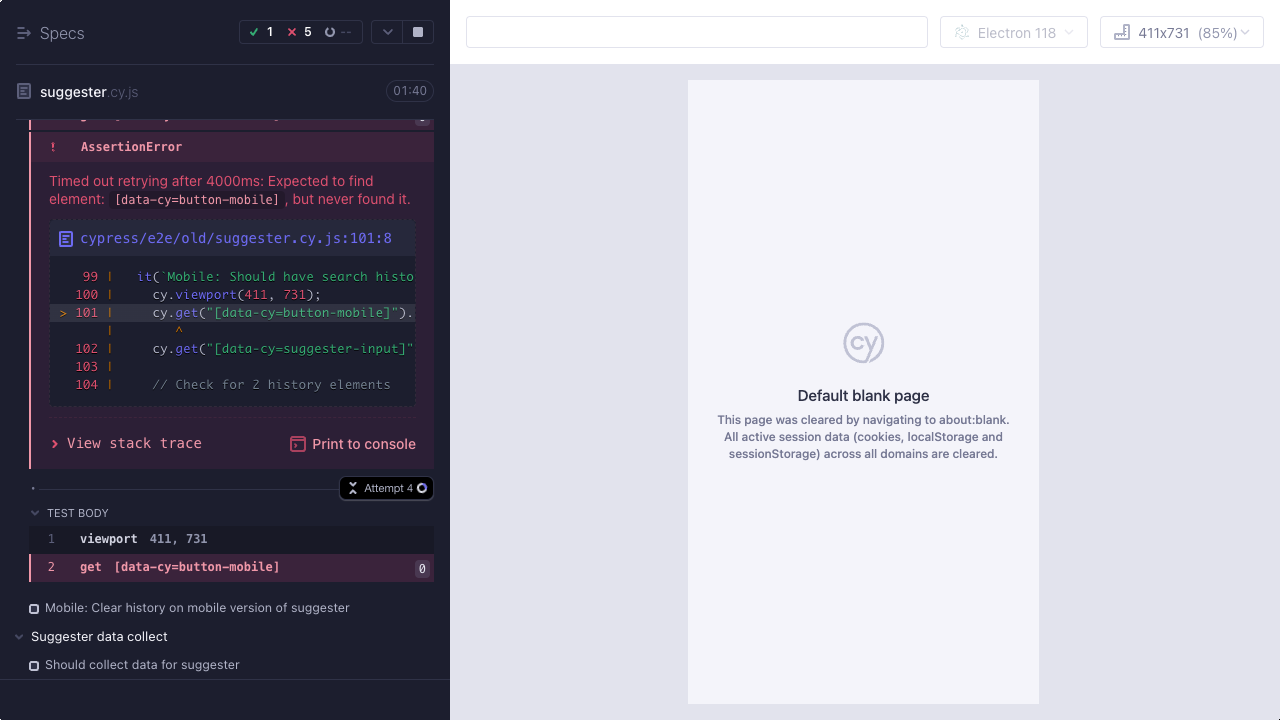 Specs
1
5
--
suggester.cy.js
01:40
! AssertionError
Timed out retrying after 4000ms: Expected to find
element: [data-cy=button-mobile], but never found it.
cypress/e2e/old/suggester.cy.js:101:8
99 | it(`Mobile: Should have search histo
100 | cy.viewport(411, 731);
> 101 | cy.get("[data-cy=button-mobile]").
| ^
102 | cy.get("[data-cy=suggester-input]"
103 |
104 | // Check for 2 history elements
View stack trace
Print to console
Attempt 4
TEST BODY
1 viewport 411, 731
2 get [data-cy=button-mobile] 0
Mobile: Clear history on mobile version of suggester
Suggester data collect
Should collect data for suggester
Electron 118
411x731 (85%)
cy
Default blank page
This page was cleared by navigating to about:blank.
All active session data (cookies, localStorage and
sessionStorage) across all domains are cleared.